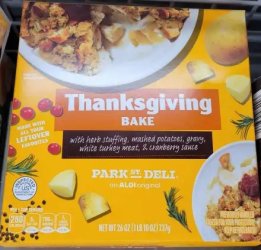 Thanksgiving
BAKE
with herb stuffing, mashed potatoes, gravy,
white turkey meat, & cranberry sauce
MADE WITH
ALL YOUR
LEFTOVER
FAVORITES
PARK ST. DELI.
an ALDI original
NET WT 26 OZ (1 LB 10 OZ) 737g